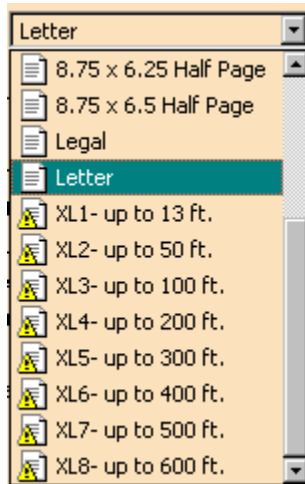 Letter
8.75 x 6.25 Half Page
8.75 x 6.5 Half Page
Legal
Letter
XL1- up to 13 ft.
XL2- up to 50 ft.
XL3- up to 100 ft.
XL4- up to 200 ft.
XL5- up to 300 ft.
XL6- up to 400 ft.
XL7- up to 500 ft.
XL8- up to 600 ft.